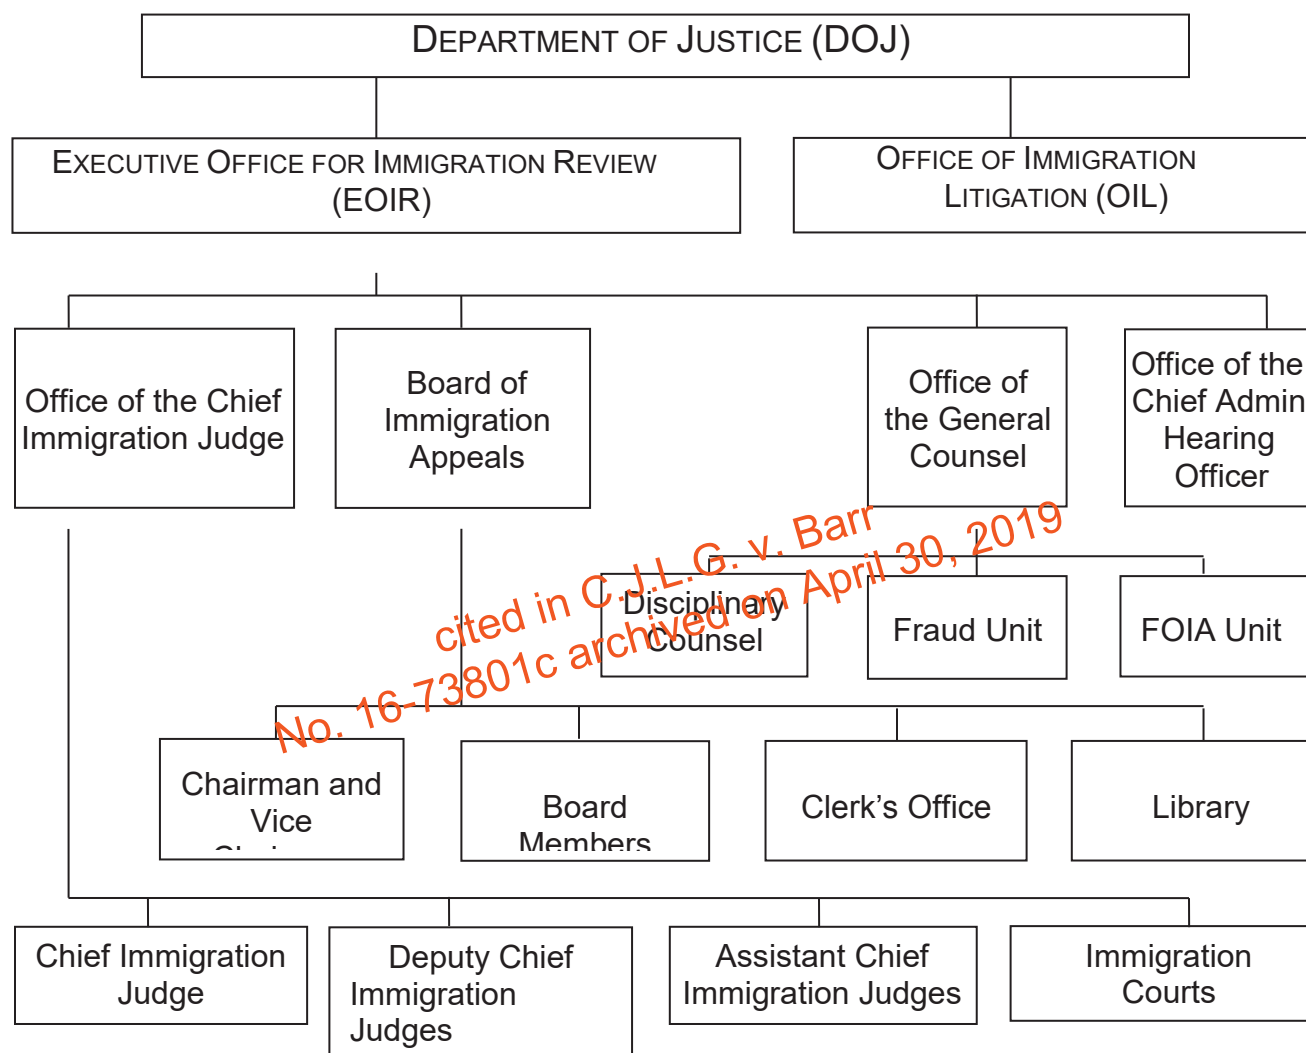 DEPARTMENT OF JUSTICE (DOJ)
EXECUTIVE OFFICE FOR IMMIGRATION REVIEW
(EOIR)
OFFICE OF IMMIGRATION
LITIGATION (OIL)
Office of the Chief
Immigration Judge
Board of
Immigration
Appeals
Office of
the General
Counsel
Office of the
Chief Admin
Hearing
Officer
cited in C.J.L.G. v. Barr
No. 16-73801c archived on April 30, 2019
Disciplinary
Counsel
Fraud Unit
FOIA Unit
Chairman and
Vice
Board
Members
Clerk’s Office
Library
Chief Immigration
Judge
Deputy Chief
Immigration
Judges
Assistant Chief
Immigration Judges
Immigration
Courts